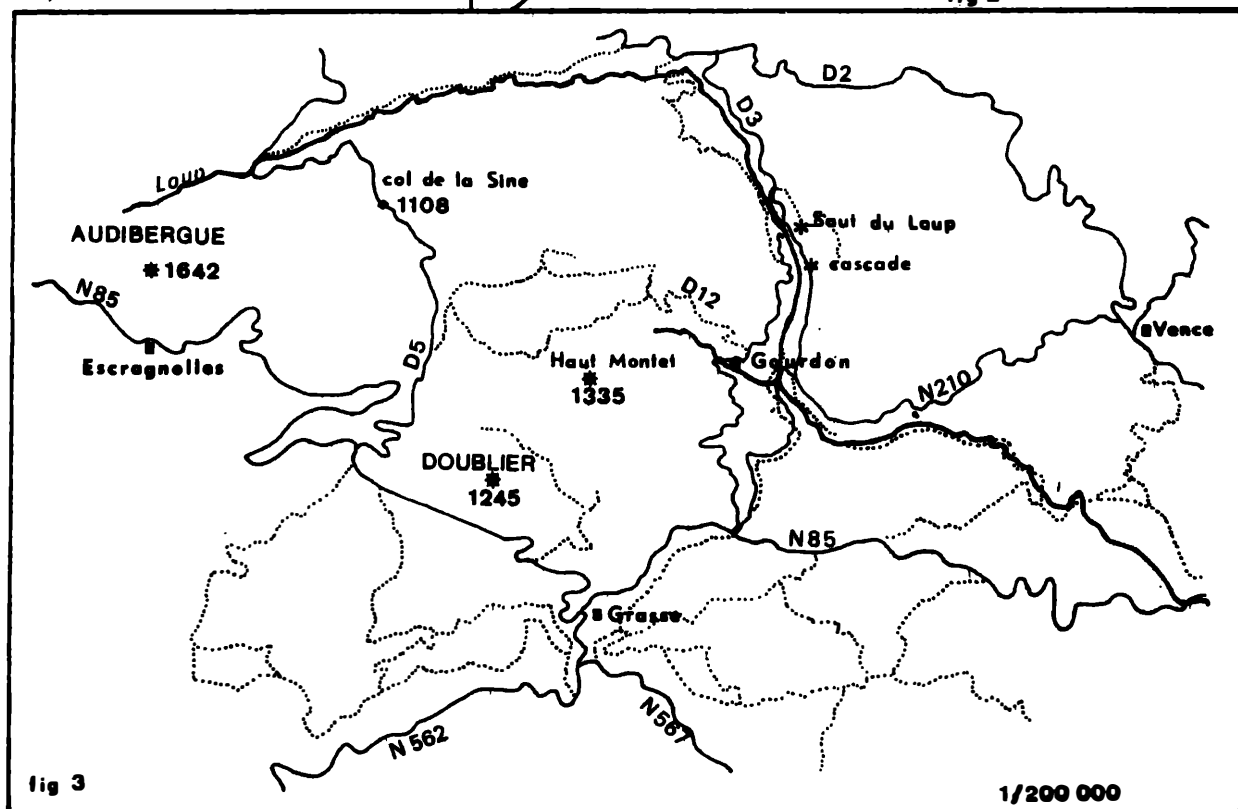 D2
D3
Loup
col de la Sine
1108
Saut du Loup
AUDIBERGUE
1642
cascade
N85
D12
Vence
Escragnolles
D5
Haut Montet
Gourdon
1335
N210
DOUBLIER
1245
N85
Grasse
N567
N562
fig 3
1/200 000